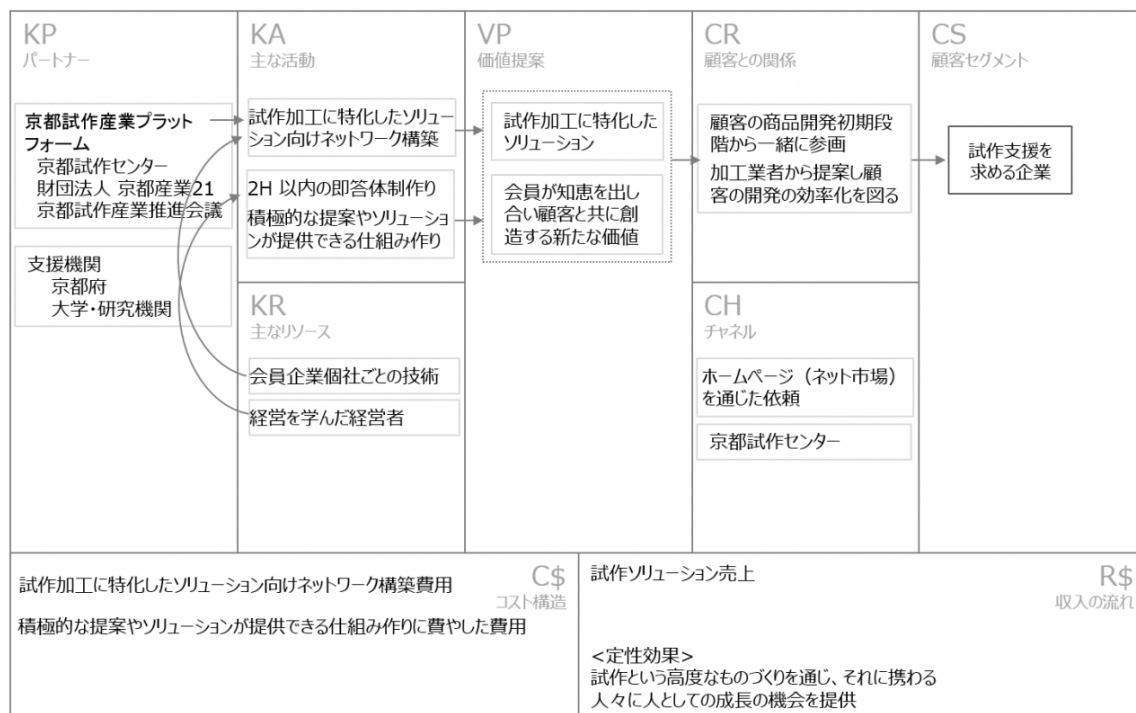 KP
パートナー
京都試作産業プラット
フォーム
京都試作センター
財団法人 京都産業21
京都試作産業推進会議
支援機関
京都府
大学・研究機関
KA
主な活動
試作加工に特化したソリュー
ション向けネットワーク構築
2H 以内の即答体制作り
積極的な提案やソリューショ
ンが提供できる仕組み作り
KR
主なリソース
会員企業個社ごとの技術
経営を学んだ経営者
VP
価値提案
試作加工に特化した
ソリューション
会員が知恵を出し
合い顧客と共に創
造する新たな価値
CR
顧客との関係
顧客の商品開発初期段
階から一緒に参画
加工業者から提案し顧
客の開発の効率化を図る
CH
チャネル
ホームページ（ネット市場）
を通じた依頼
京都試作センター
CS
顧客セグメント
試作支援を
求める企業
C$
コスト構造
試作加工に特化したソリューション向けネットワーク構築費用
積極的な提案やソリューションが提供できる仕組み作りに費やした費用
R$
収入の流れ
試作ソリューション売上
<定性効果>
試作という高度なものづくりを通じ、それに携わる
人々に人としての成長の機会を提供